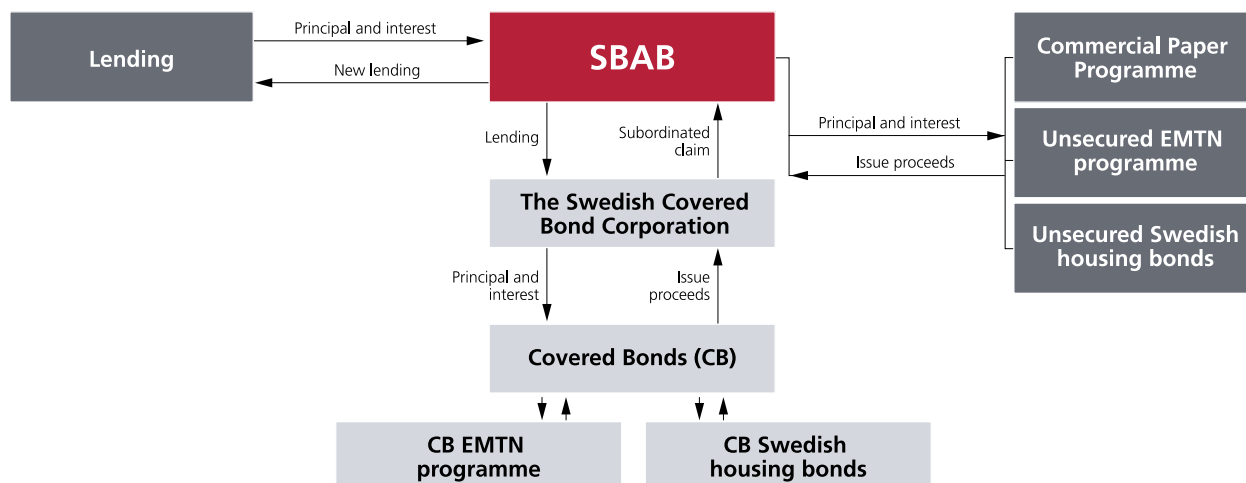 Lending
Principal and interest
New lending
SBAB
Commercial Paper
Programme
Principal and interest
Issue proceeds
Unsecured EMTN
programme
Unsecured Swedish
housing bonds
Lending
Subordinated
claim
The Swedish Covered
Bond Corporation
Principal and
interest
Issue
proceeds
Covered Bonds (CB)
CB EMTN
programme
CB Swedish
housing bonds